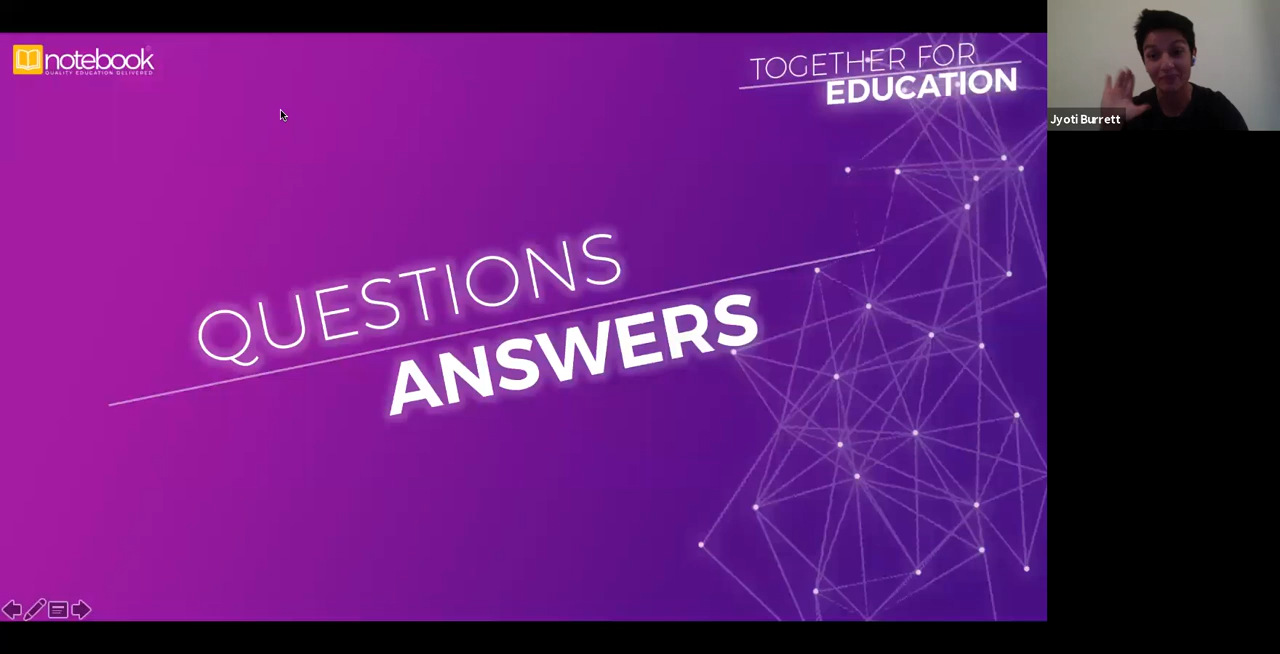 notebook
QUALITY EDUCATION DELIVERED
TOGETHER FOR
EDUCATION
Jyoti Burrett
QUESTIONS
ANSWERS